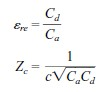 ε_re = C_d / C_a
Z_c = 1 / (c√(C_a C_d))